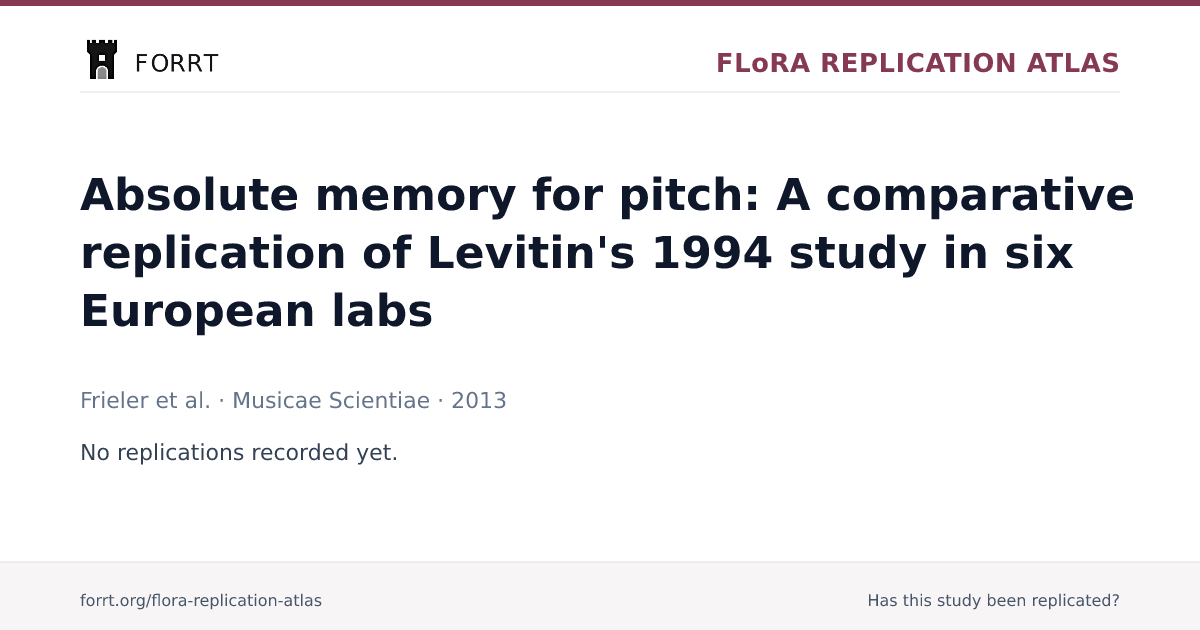 FORRT
FLoRA REPLICATION ATLAS
Absolute memory for pitch: A comparative
replication of Levitin's 1994 study in six
European labs
Frieler et al. · Musicae Scientiae · 2013
No replications recorded yet.
forrt.org/flora-replication-atlas
Has this study been replicated?